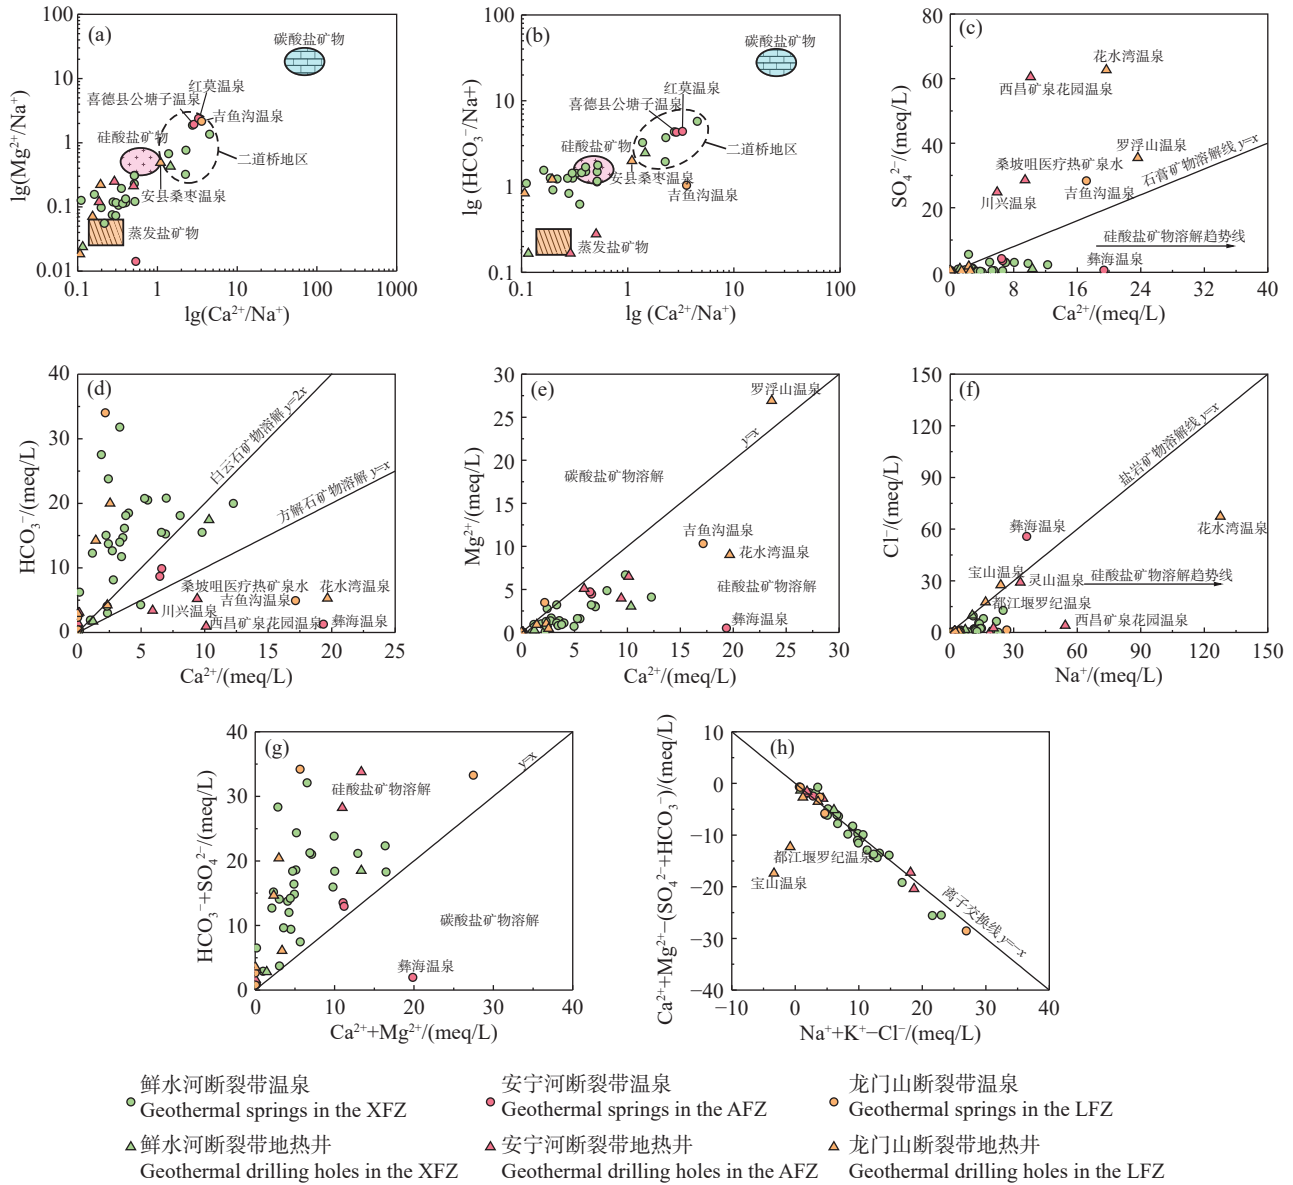 (a)
碳酸盐矿物
红莫温泉
喜德县公塘子温泉
吉鱼沟温泉
硅酸盐矿物
二道桥地区
安县桑枣温泉
蒸发盐矿物
lg(Mg²⁺/Na⁺)
100
10
1
0.1
0.01
0.1
1
10
100
1000
lg(Ca²⁺/Na⁺)
(b)
碳酸盐矿物
红莫温泉
喜德县公塘子温泉
硅酸盐矿物
二道桥地区
安县桑枣温泉
吉鱼沟温泉
蒸发盐矿物
lg (HCO₃⁻/Na+)
100
10
1
0.1
0.1
1
10
100
lg (Ca²⁺/Na⁺)
(c)
花水湾温泉
西昌矿泉花园温泉
罗浮山温泉
桑坡咀医疗热矿泉水
吉鱼沟温泉
川兴温泉
石膏矿物溶解线 y=x
硅酸盐矿物溶解趋势线
彝海温泉
SO₄²⁻/(meq/L)
80
60
40
20
0
0
8
16
24
32
40
Ca²⁺/(meq/L)
(d)
白云石矿物溶解 y=2x
方解石矿物溶解 y=x
桑坡咀医疗热矿泉水
花水湾温泉
吉鱼沟温泉
川兴温泉
西昌矿泉花园温泉
彝海温泉
HCO₃⁻/(meq/L)
40
30
20
10
0
0
5
10
15
20
25
Ca²⁺/(meq/L)
(e)
罗浮山温泉
y=x
碳酸盐矿物溶解
吉鱼沟温泉
花水湾温泉
硅酸盐矿物溶解
彝海温泉
Mg²⁺/(meq/L)
30
25
20
15
10
5
0
0
5
10
15
20
25
30
Ca²⁺/(meq/L)
(f)
盐岩矿物溶解线 y=x
彝海温泉
花水湾温泉
宝山温泉
灵山温泉
硅酸盐矿物溶解趋势线
都江堰罗纪温泉
西昌矿泉花园温泉
Cl⁻/(meq/L)
150
120
90
60
30
0
0
30
60
90
120
150
Na⁺/(meq/L)
(g)
y=x
硅酸盐矿物溶解
碳酸盐矿物溶解
彝海温泉
HCO₃⁻+SO₄²⁻/(meq/L)
40
30
20
10
0
0
10
20
30
40
Ca²⁺+Mg²⁺/(meq/L)
(h)
都江堰罗纪温泉
宝山温泉
离子交换线 y=−x
Ca²⁺+Mg²⁺−(SO₄²⁻+HCO₃⁻)/(meq/L)
10
0
−10
−20
−30
−40
−10
0
10
20
30
40
Na⁺+K⁺−Cl⁻/(meq/L)
鲜水河断裂带温泉
Geothermal springs in the XFZ
安宁河断裂带温泉
Geothermal springs in the AFZ
龙门山断裂带温泉
Geothermal springs in the LFZ
鲜水河断裂带地热井
Geothermal drilling holes in the XFZ
安宁河断裂带地热井
Geothermal drilling holes in the AFZ
龙门山断裂带地热井
Geothermal drilling holes in the LFZ